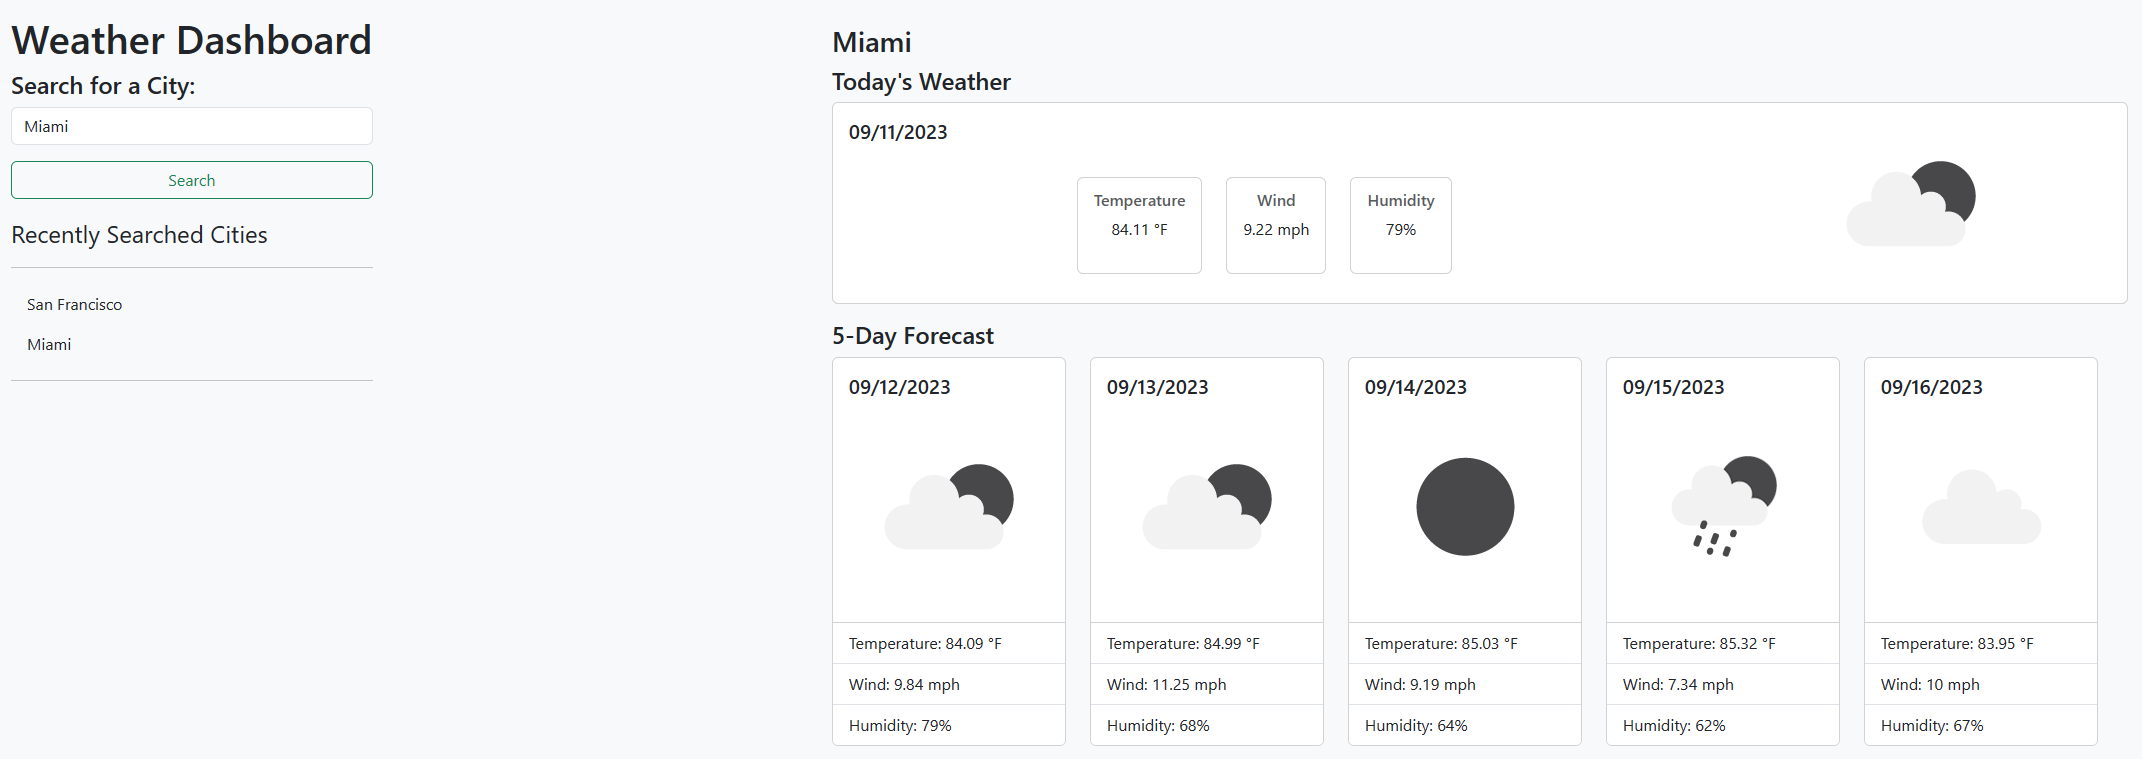 Weather Dashboard
Search for a City:
Miami
Search
Recently Searched Cities
San Francisco
Miami
Miami
Today's Weather
09/11/2023
Temperature
84.11 °F
Wind
9.22 mph
Humidity
79%
5-Day Forecast
09/12/2023
Temperature: 84.09 °F
Wind: 9.84 mph
Humidity: 79%
09/13/2023
Temperature: 84.99 °F
Wind: 11.25 mph
Humidity: 68%
09/14/2023
Temperature: 85.03 °F
Wind: 9.19 mph
Humidity: 64%
09/15/2023
Temperature: 85.32 °F
Wind: 7.34 mph
Humidity: 62%
09/16/2023
Temperature: 83.95 °F
Wind: 10 mph
Humidity: 67%